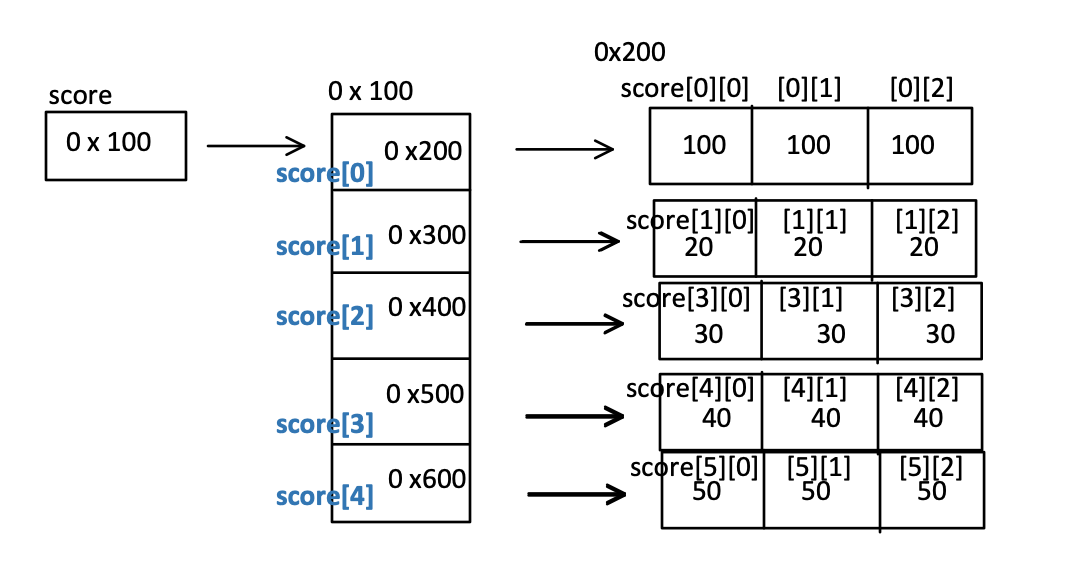 0x200
score
0 x 100
score[0][0] [0][1] [0][2]
0 x 100
0 x200
100 100 100
score[0]
score[1][0] [1][1] [1][2]
0 x300
20 20 20
score[1]
score[3][0] [3][1] [3][2]
0 x400
score[2]
30 30 30
score[4][0] [4][1] [4][2]
0 x500
40 40 40
score[3]
score[5][0] [5][1] [5][2]
0 x600
50 50 50
score[4]